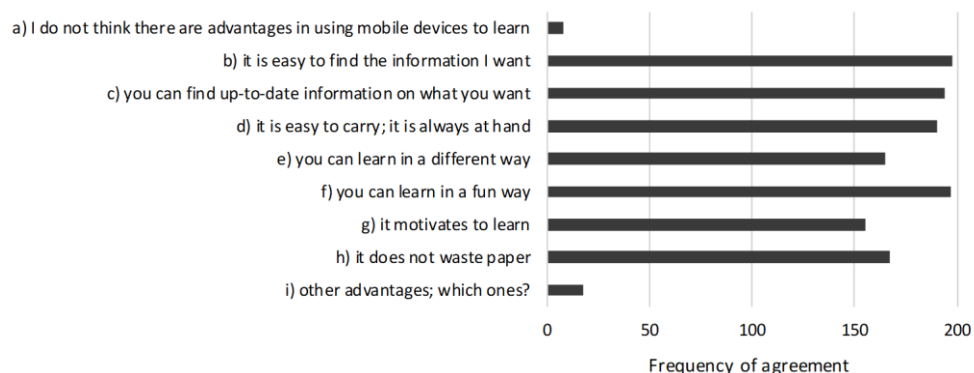 a) I do not think there are advantages in using mobile devices to learn
b) it is easy to find the information I want
c) you can find up-to-date information on what you want
d) it is easy to carry; it is always at hand
e) you can learn in a different way
f) you can learn in a fun way
g) it motivates to learn
h) it does not waste paper
i) other advantages; which ones?
0 50 100 150 200
Frequency of agreement